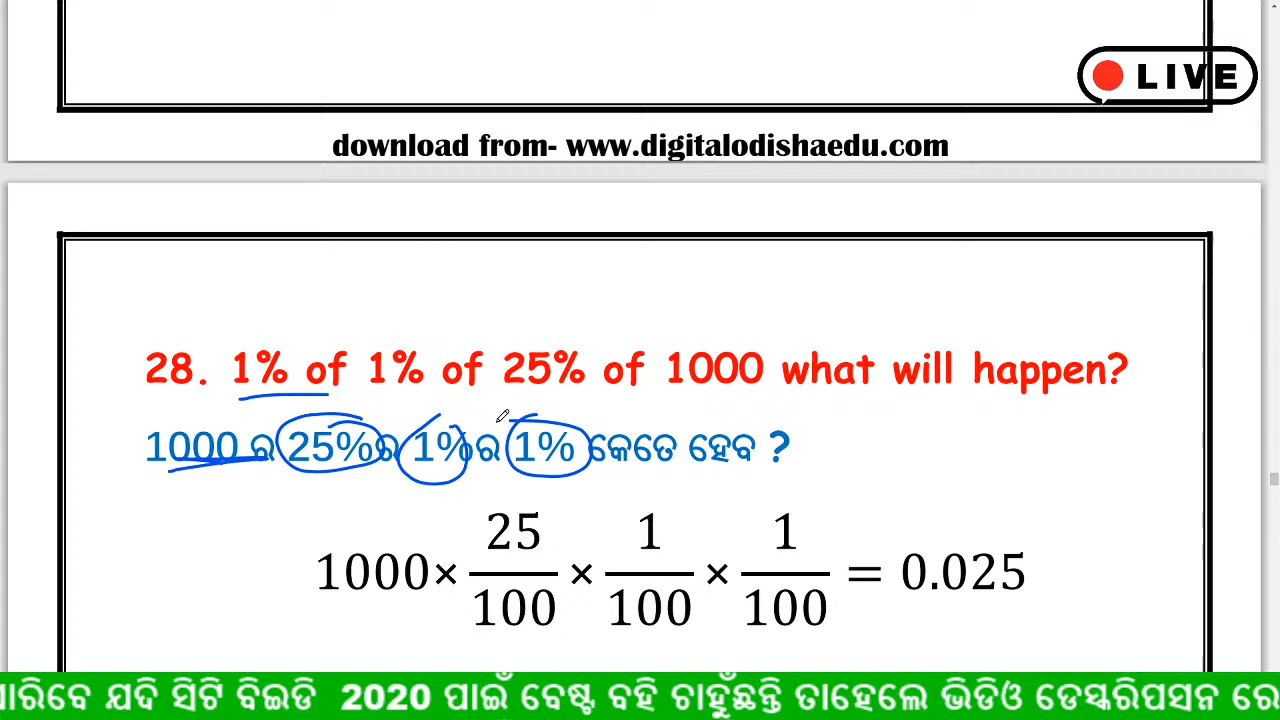 LIVE
download from- www.digitalodishaedu.com
28. 1% of 1% of 25% of 1000 what will happen?
1000 ର 25%ର 1%ର 1% କେତେ ହେବ ?
1000× 25/100 × 1/100 × 1/100 = 0.025
ଯଦି ସିଟି ବିଇଡି 2020 ପାଇଁ ବେଷ୍ଟ ବହି ଚାହୁଁଛନ୍ତି ତାହେଲେ ଭିଡିଓ ଡେସ୍କରିପସନ ରେ